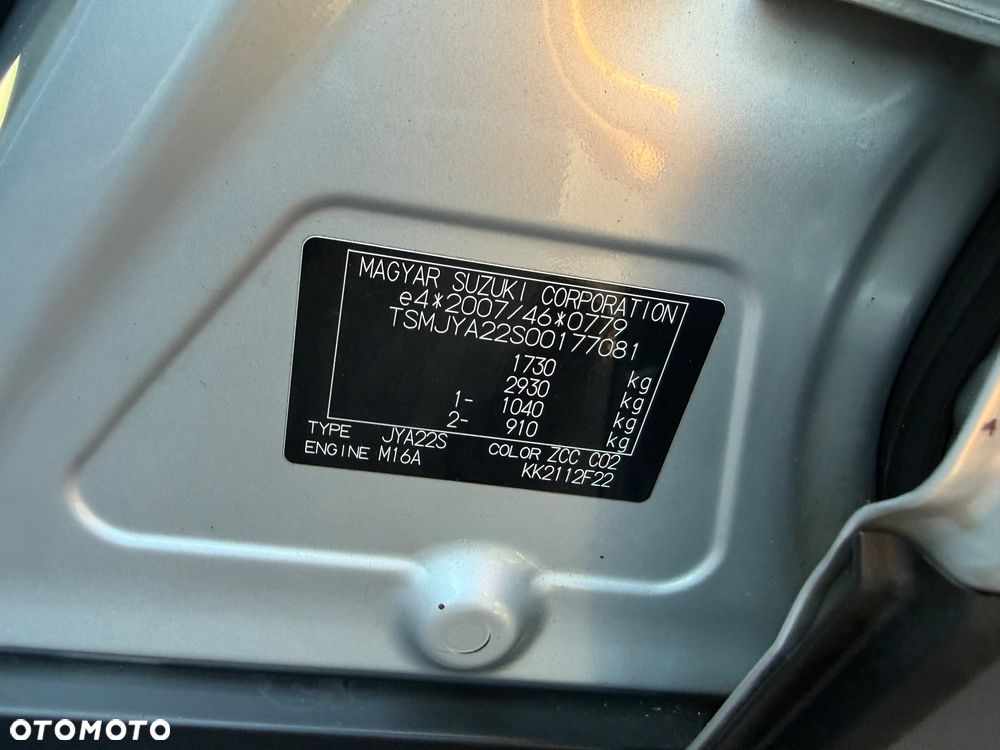 MAGYAR SUZUKI CORPORATION
e4*2007/46*0779
TSMJYA22S00177081
1730 kg
2930 kg
1- 1040 kg
2- 910 kg
TYPE JYA22S COLOR ZCC C02
ENGINE M16A KK2112F22
OTOMOTO